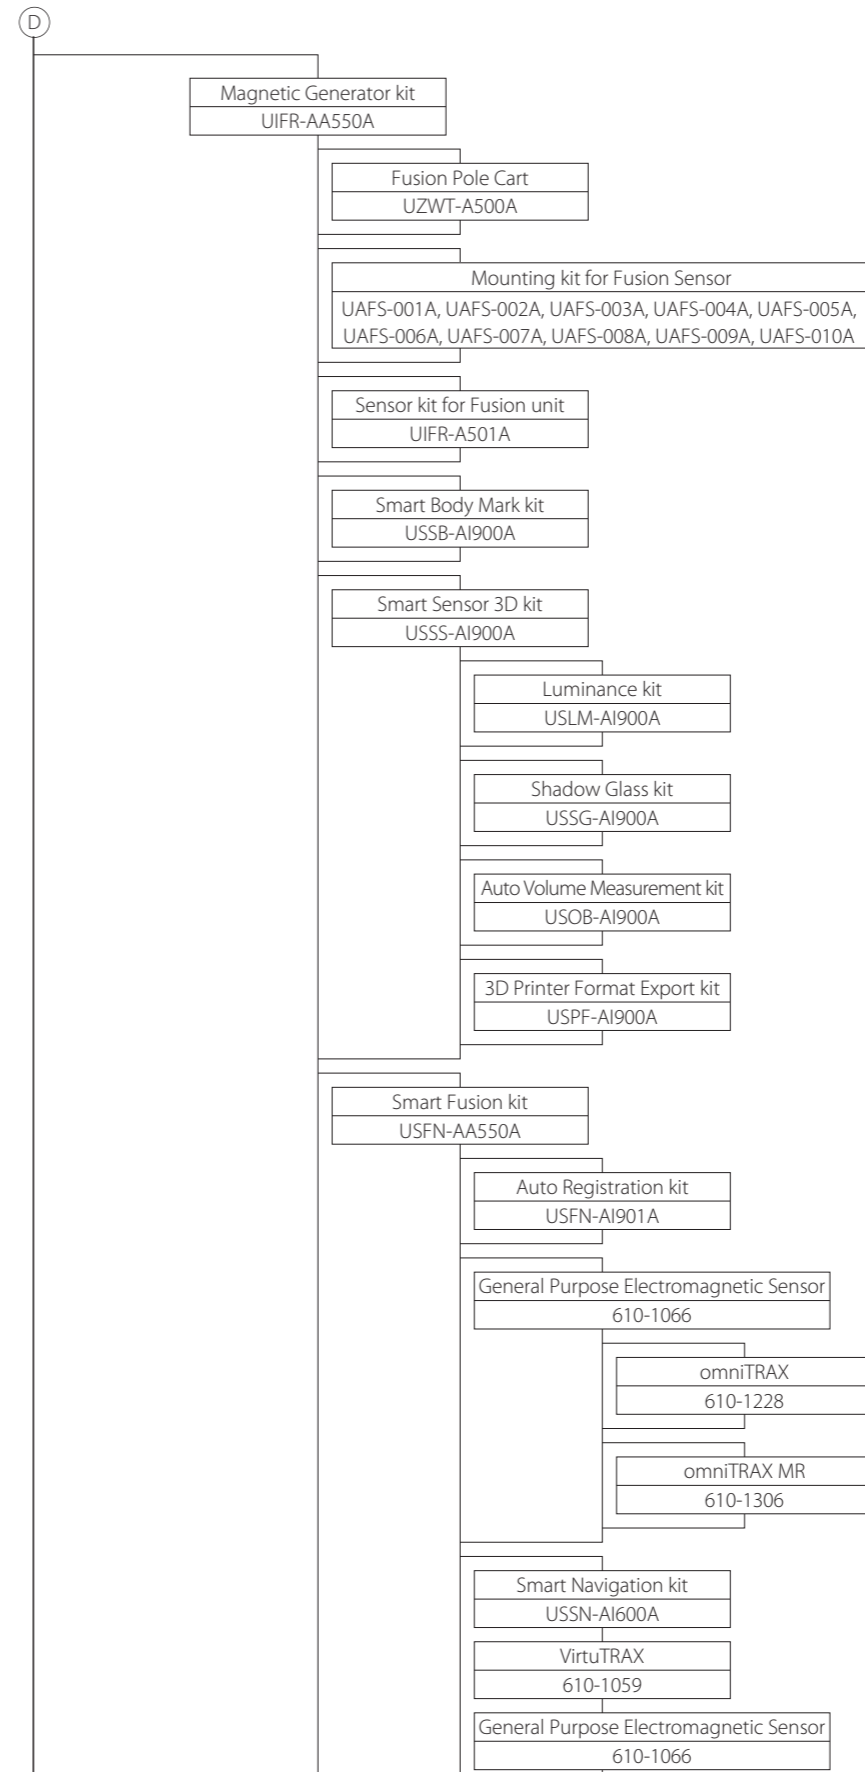 D
Magnetic Generator kit
UIFR-AA550A
Fusion Pole Cart
UZWT-A500A
Mounting kit for Fusion Sensor
UAFS-001A, UAFS-002A, UAFS-003A, UAFS-004A, UAFS-005A,
UAFS-006A, UAFS-007A, UAFS-008A, UAFS-009A, UAFS-010A
Sensor kit for Fusion unit
UIFR-A501A
Smart Body Mark kit
USSB-AI900A
Smart Sensor 3D kit
USSS-AI900A
Luminance kit
USLM-AI900A
Shadow Glass kit
USSG-AI900A
Auto Volume Measurement kit
USOB-AI900A
3D Printer Format Export kit
USPF-AI900A
Smart Fusion kit
USFN-AA550A
Auto Registration kit
USFN-AI901A
General Purpose Electromagnetic Sensor
610-1066
omniTRAX
610-1228
omniTRAX MR
610-1306
Smart Navigation kit
USSN-AI600A
VirtuTRAX
610-1059
General Purpose Electromagnetic Sensor
610-1066